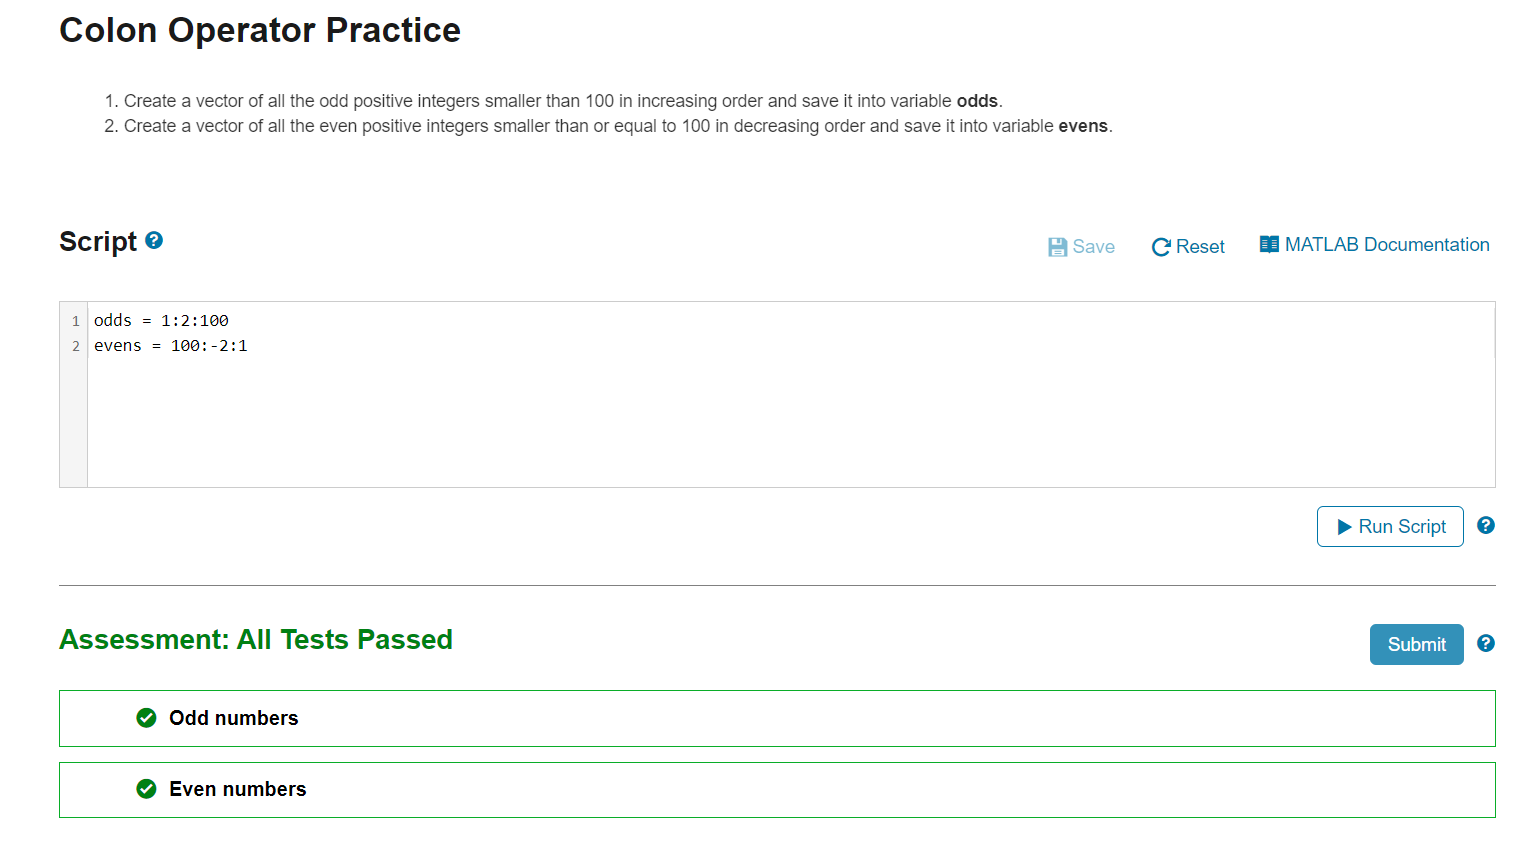 Colon Operator Practice
1. Create a vector of all the odd positive integers smaller than 100 in increasing order and save it into variable odds.
2. Create a vector of all the even positive integers smaller than or equal to 100 in decreasing order and save it into variable evens.
Script ?
Save Reset MATLAB Documentation
1 odds = 1:2:100
2 evens = 100:-2:1
Run Script ?
Assessment: All Tests Passed
Submit ?
Odd numbers
Even numbers